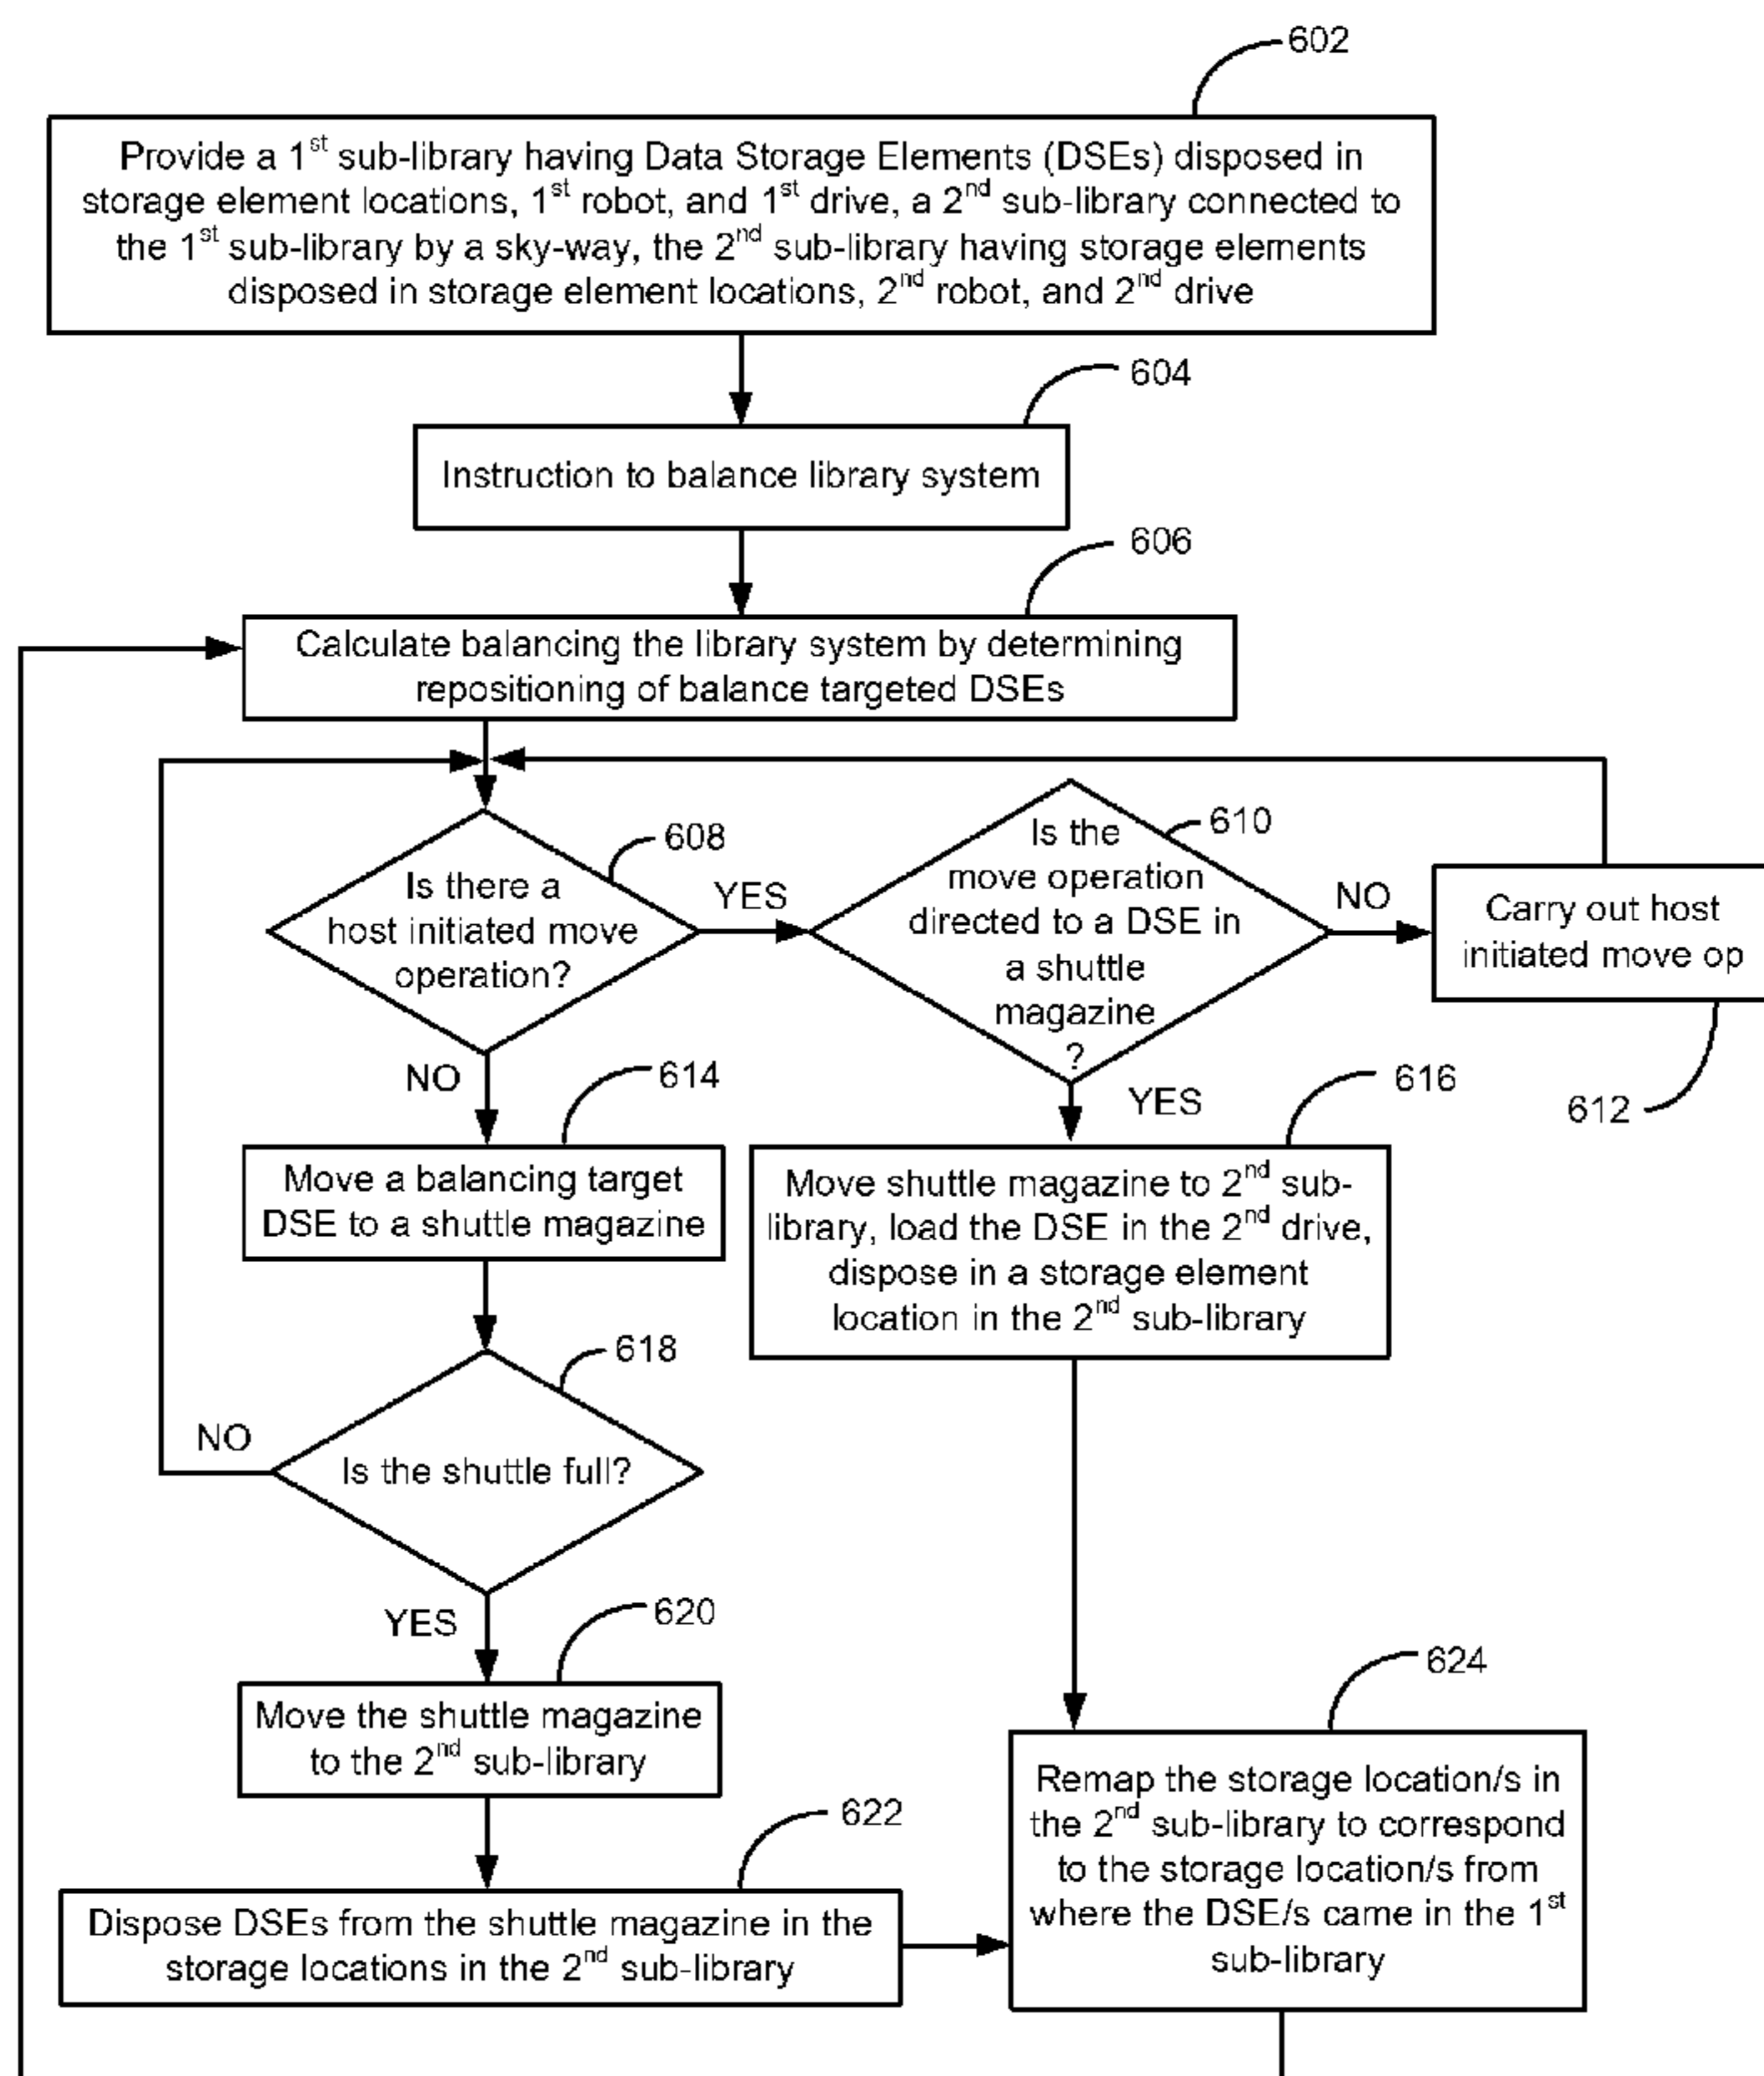 602
Provide a 1st sub-library having Data Storage Elements (DSEs) disposed in
storage element locations, 1st robot, and 1st drive, a 2nd sub-library connected to
the 1st sub-library by a sky-way, the 2nd sub-library having storage elements
disposed in storage element locations, 2nd robot, and 2nd drive
604
Instruction to balance library system
606
Calculate balancing the library system by determining
repositioning of balance targeted DSEs
608
Is there a
host initiated move
operation?
YES
610
Is the
move operation
directed to a DSE in
a shuttle
magazine
?
NO
Carry out host
initiated move op
612
NO
614
Move a balancing target
DSE to a shuttle magazine
YES
616
Move shuttle magazine to 2nd sub-
library, load the DSE in the 2nd drive,
dispose in a storage element
location in the 2nd sub-library
618
Is the shuttle full?
NO
YES
620
Move the shuttle magazine
to the 2nd sub-library
622
Dispose DSEs from the shuttle magazine in the
storage locations in the 2nd sub-library
624
Remap the storage location/s in
the 2nd sub-library to correspond
to the storage location/s from
where the DSE/s came in the 1st
sub-library